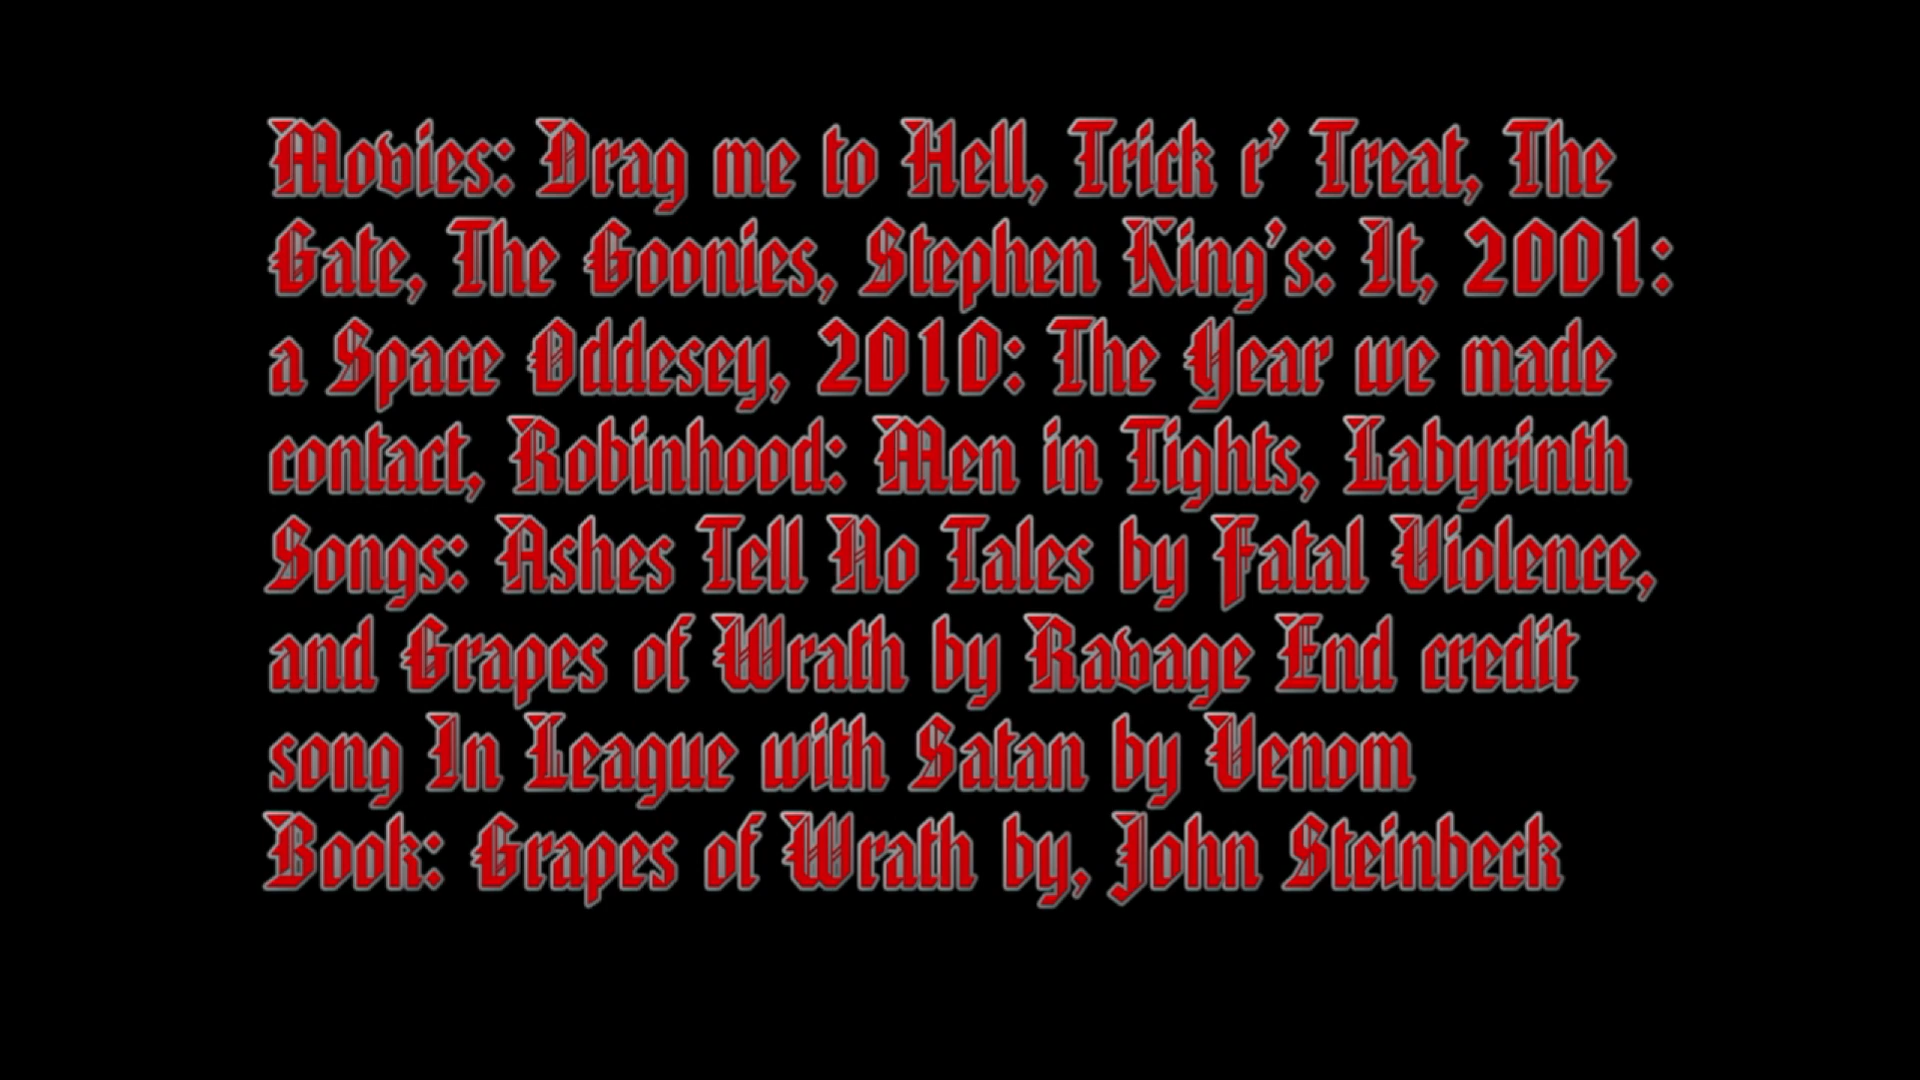 Movies: Drag me to Hell, Trick r' Treat, The
Gate, The Goonies, Stephen King's: It, 2001:
a Space Oddesey, 2010: The Year we made
contact, Robinhood: Men in Tights, Labyrinth
Songs: Ashes Tell No Tales by Fatal Violence,
and Grapes of Wrath by Ravage End credit
song In League with Satan by Venom
Book: Grapes of Wrath by, John Steinbeck